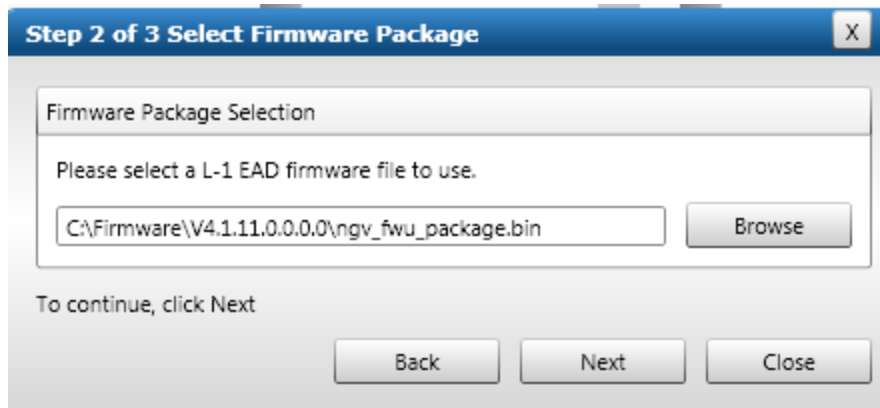 Step 2 of 3 Select Firmware Package
X
Firmware Package Selection
Please select a L-1 EAD firmware file to use.
C:\Firmware\V4.1.11.0.0.0.0\ngv_fwu_package.bin
Browse
To continue, click Next
Back
Next
Close